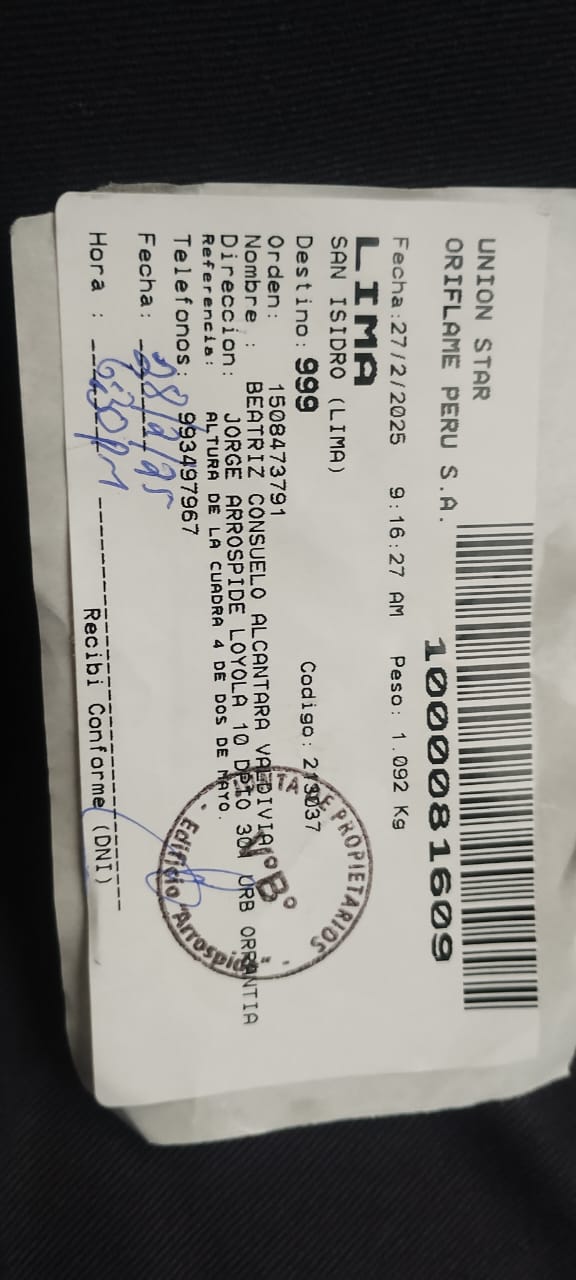 UNION STAR
ORIFLAME PERU S.A.
1000081609
Fecha:27/2/2025 9:16:27 AM Peso: 1.092 Kg
LIMA
SAN ISIDRO (LIMA)
Destino: 999 Codigo: 213037
Orden: 1508473791
Nombre : BEATRIZ CONSUELO ALCANTARA VALDIVIA
Direccion: JORGE ARROSPIDE LOYOLA 10 DPTO 301 URB ORRANTIA
Referencia: ALTURA DE LA CUADRA 4 DE DOS DE MAYO.
Telefonos: 993497967
Fecha: 28/2/25
Hora : 6:30 pm
Recibi Conforme (DNI)
JUNTA DE PROPIETARIOS
"B"
Edificio "Arrospide"